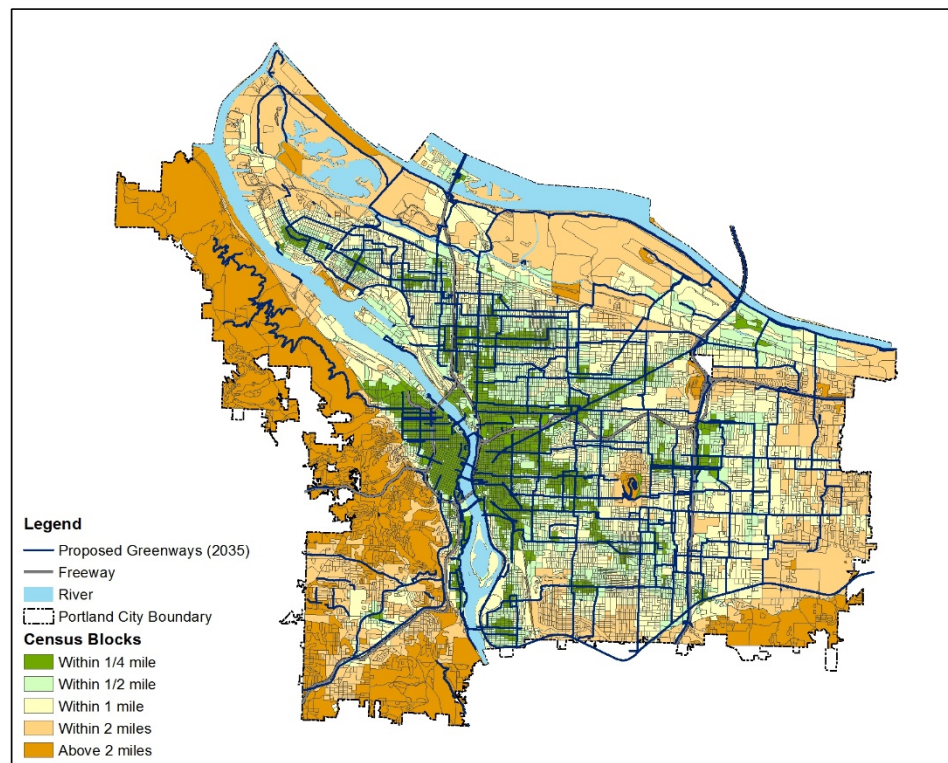 Legend
Proposed Greenways (2035)
Freeway
River
Portland City Boundary
Census Blocks
Within 1/4 mile
Within 1/2 mile
Within 1 mile
Within 2 miles
Above 2 miles